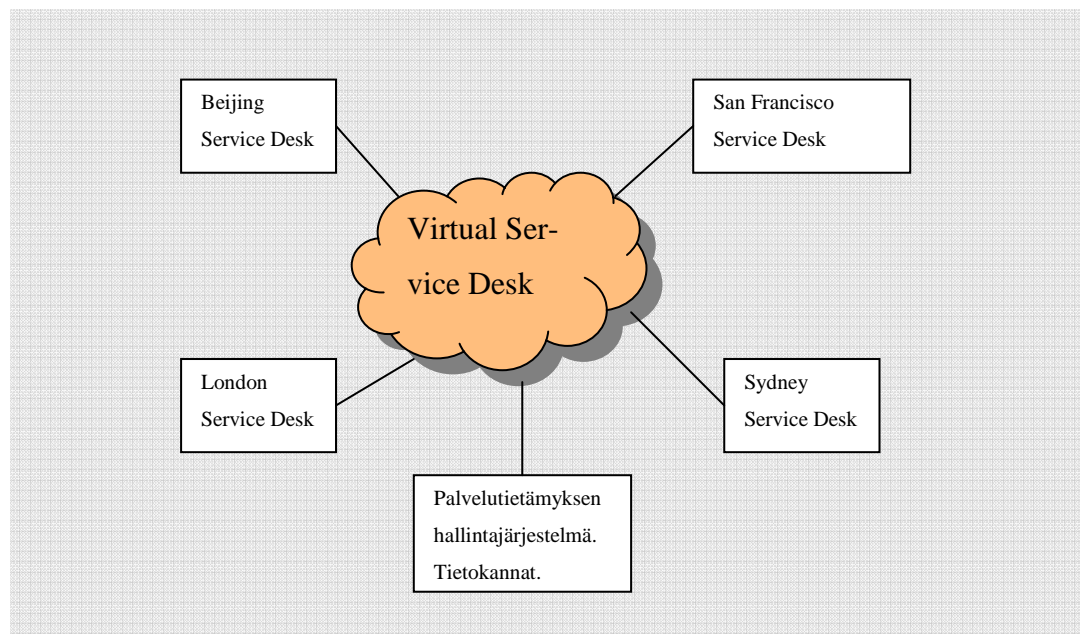 Beijing
Service Desk
San Francisco
Service Desk
Virtual Ser-
vice Desk
London
Service Desk
Sydney
Service Desk
Palvelutietämyksen
hallintajärjestelmä.
Tietokannat.